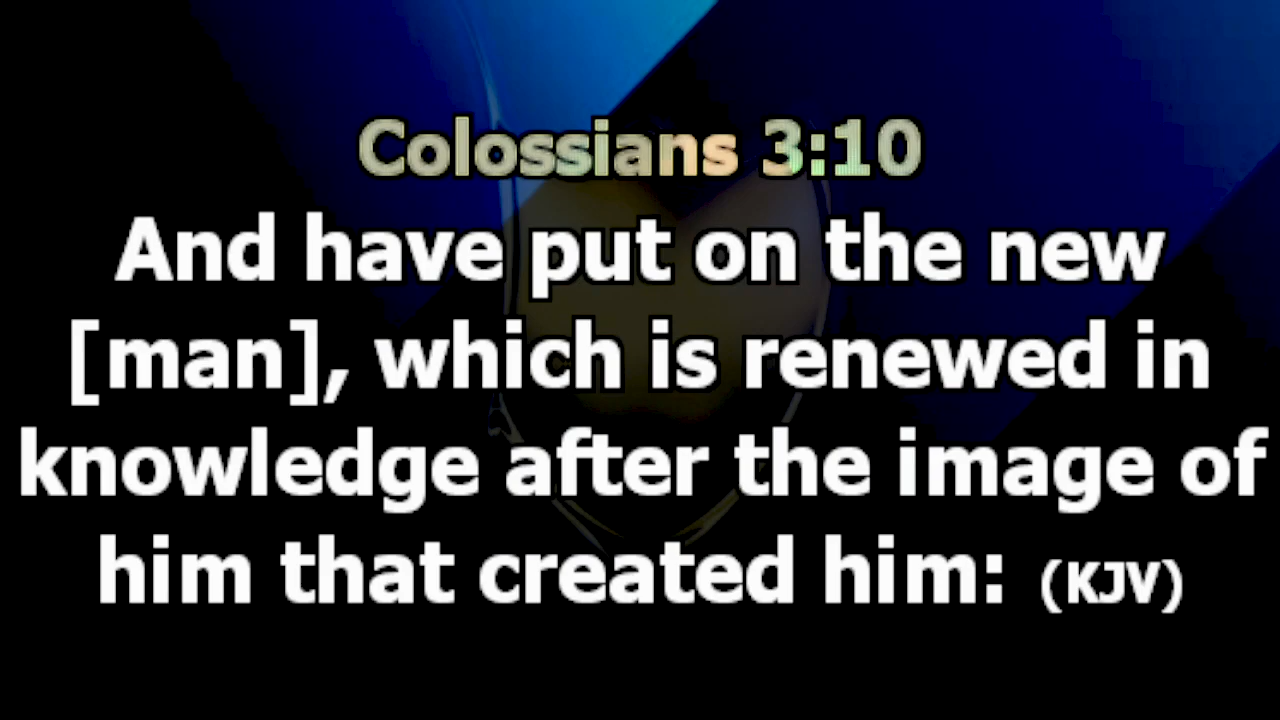 Colossians 3:10
And have put on the new
[man], which is renewed in
knowledge after the image of
him that created him: (KJV)